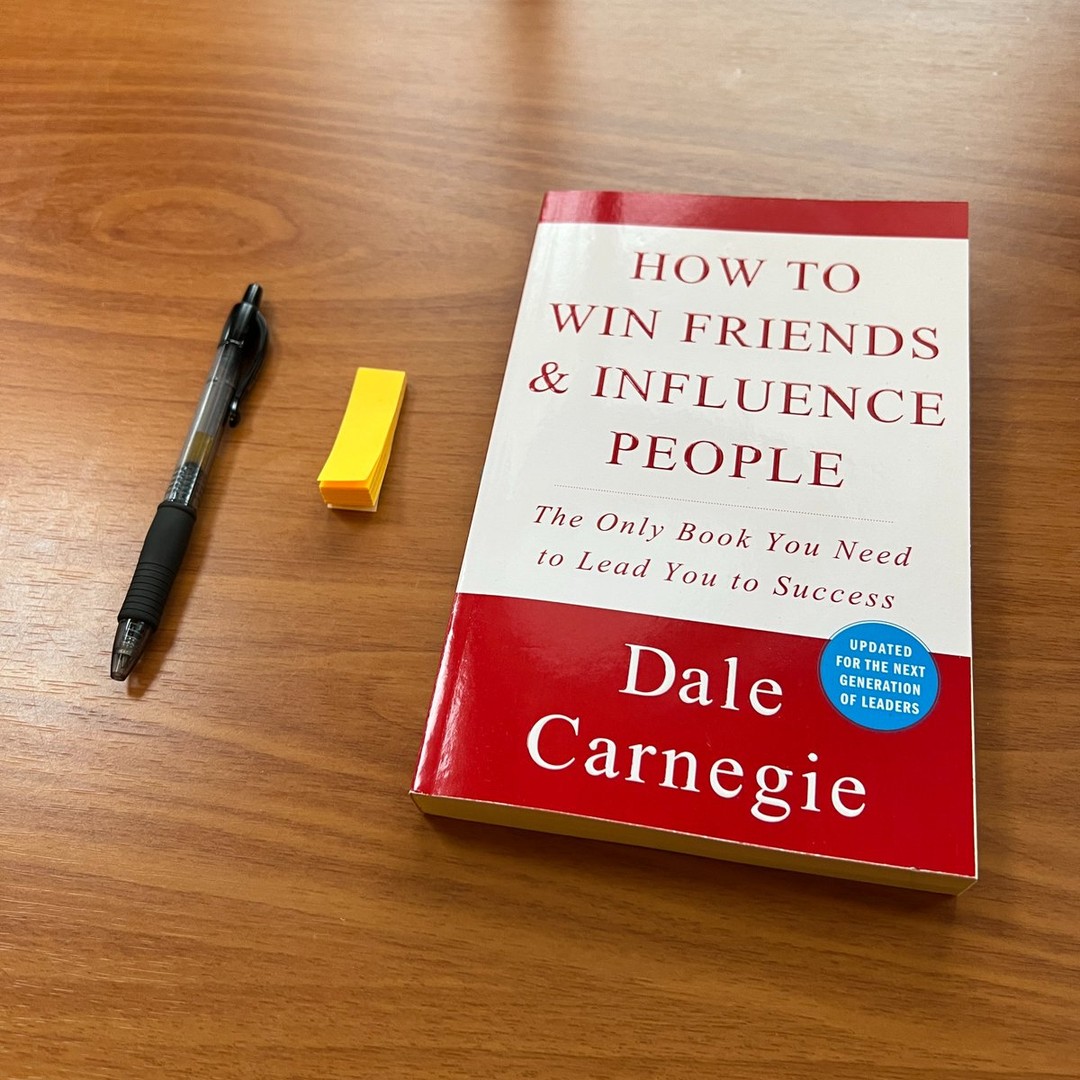 HOW TO
WIN FRIENDS
& INFLUENCE
PEOPLE
The Only Book You Need
to Lead You to Success
UPDATED
FOR THE NEXT
GENERATION
OF LEADERS
Dale
Carnegie